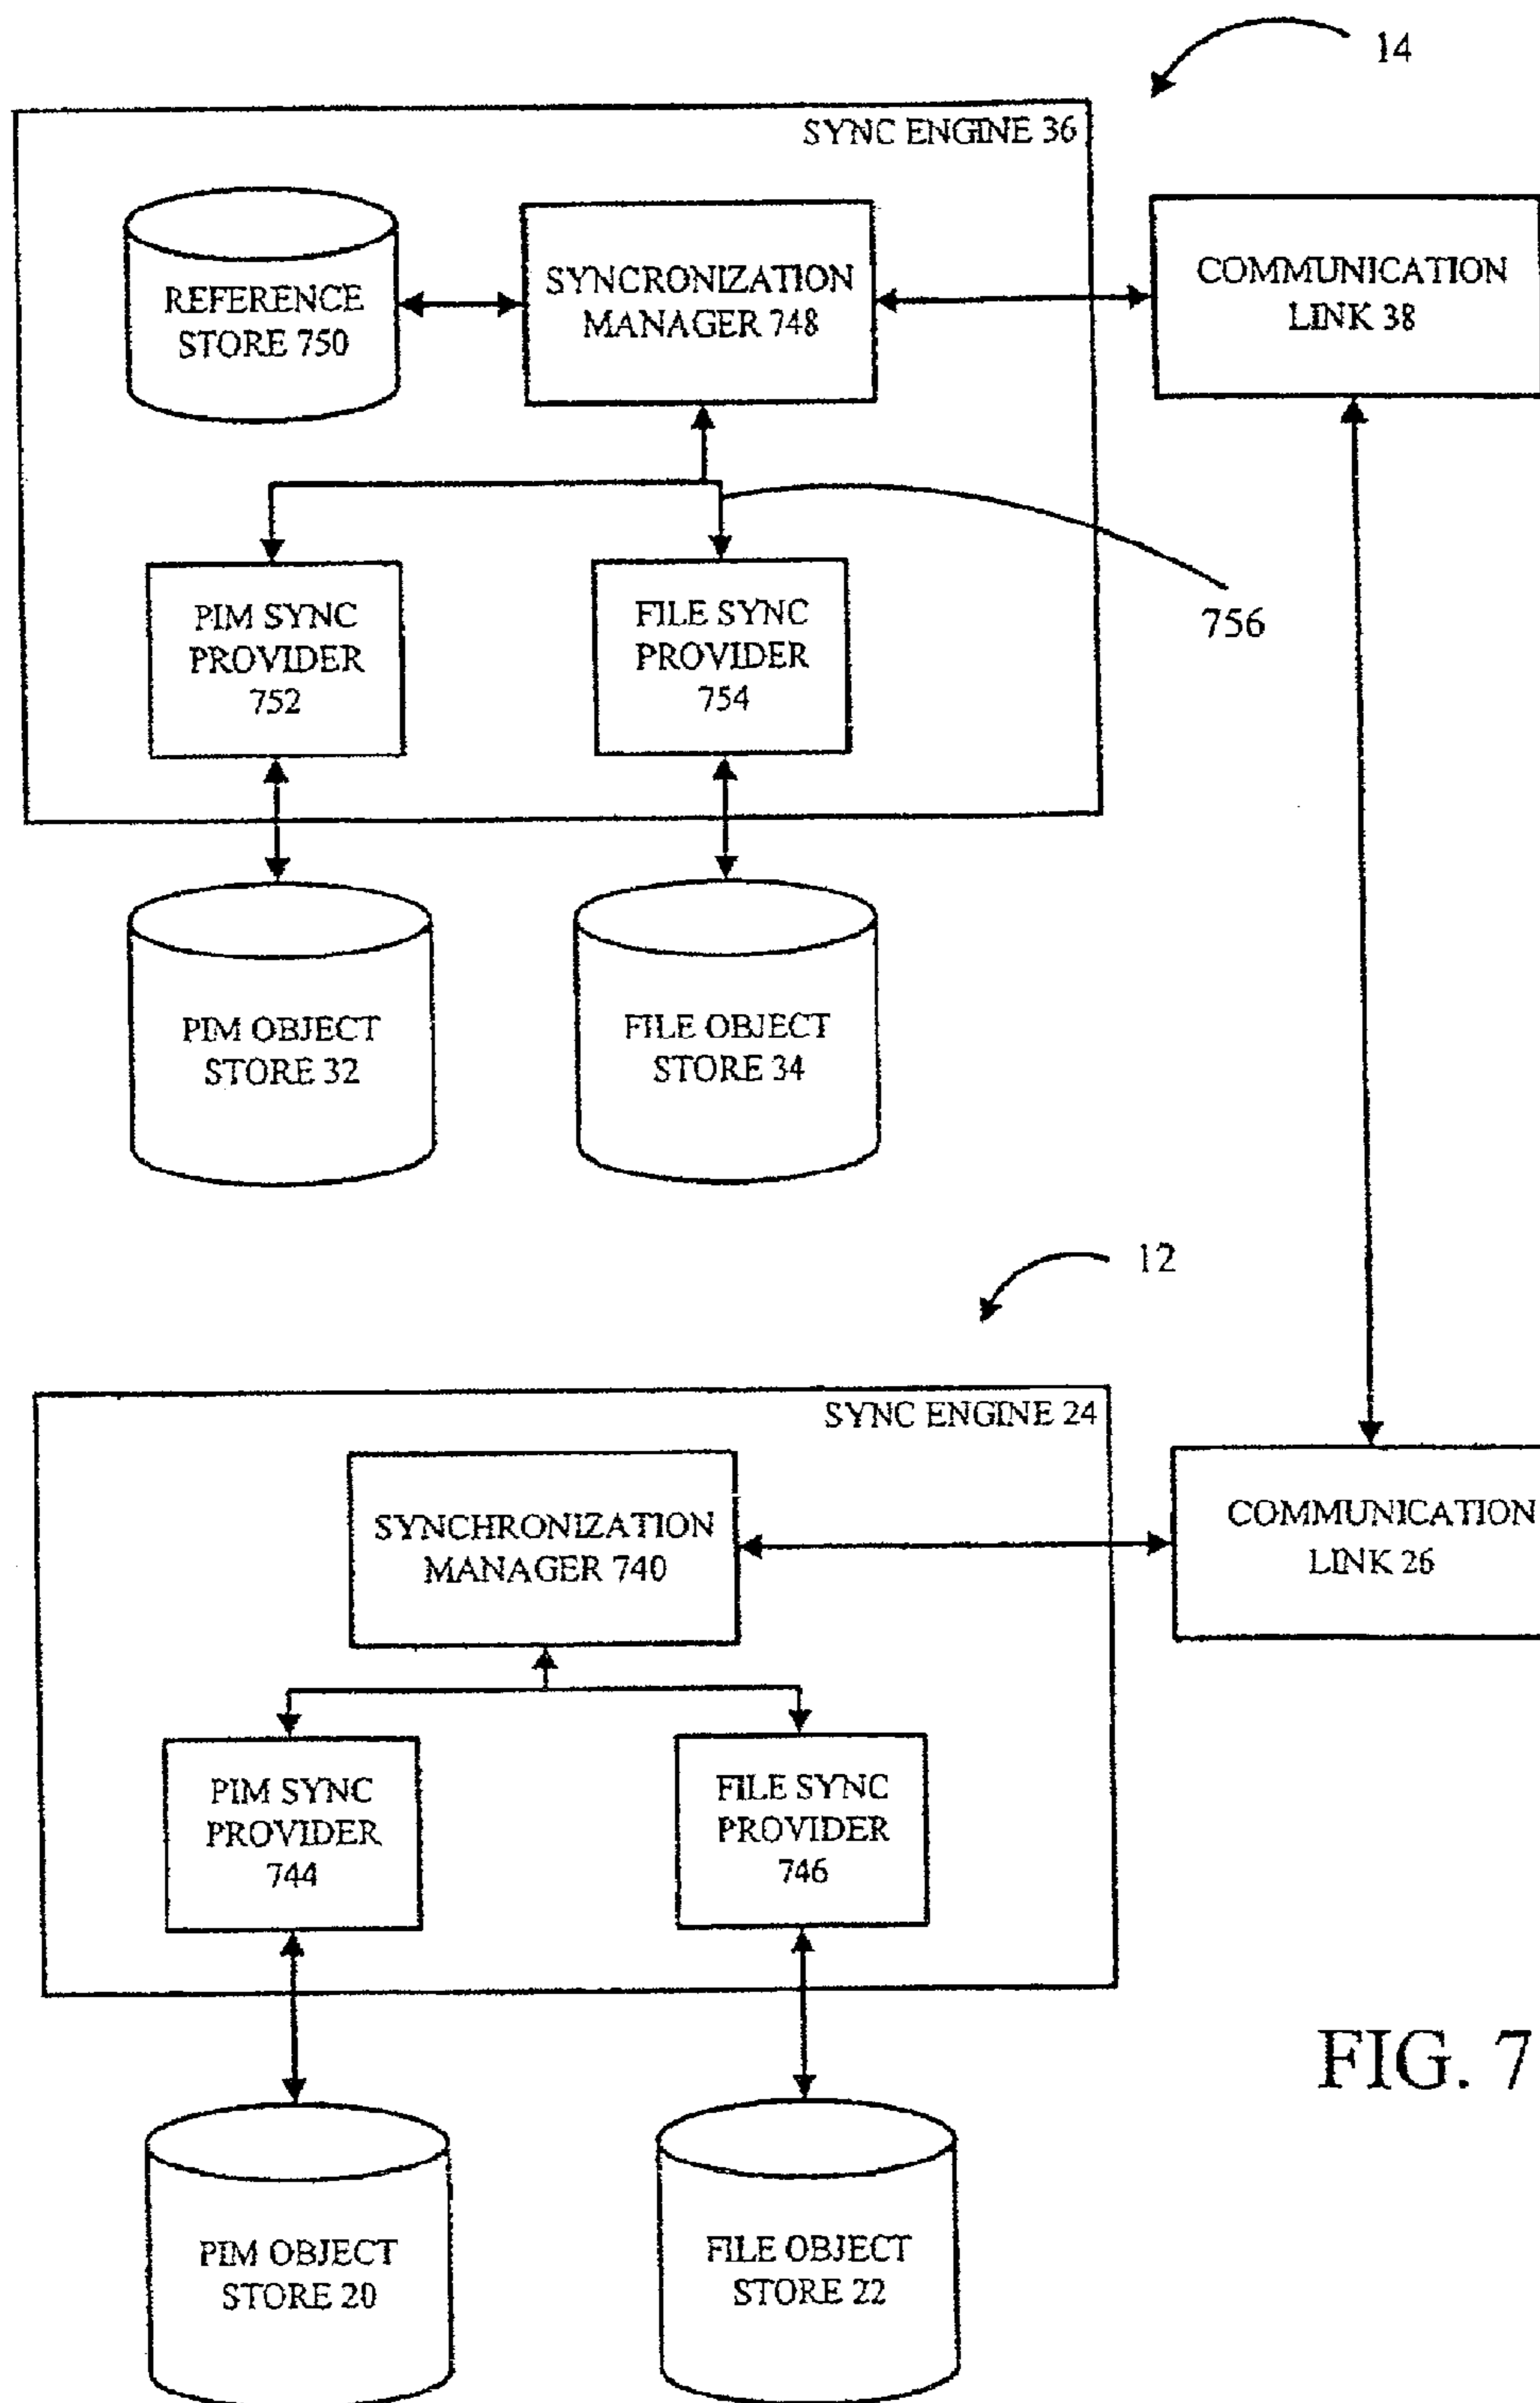 14
SYNC ENGINE 36
REFERENCE
STORE 750
SYNCRONIZATION
MANAGER 748
COMMUNICATION
LINK 38
PIM SYNC
PROVIDER
752
FILE SYNC
PROVIDER
754
756
PIM OBJECT
STORE 32
FILE OBJECT
STORE 34
12
SYNC ENGINE 24
SYNCHRONIZATION
MANAGER 740
COMMUNICATION
LINK 26
PIM SYNC
PROVIDER
744
FILE SYNC
PROVIDER
746
FIG. 7
PIM OBJECT
STORE 20
FILE OBJECT
STORE 22